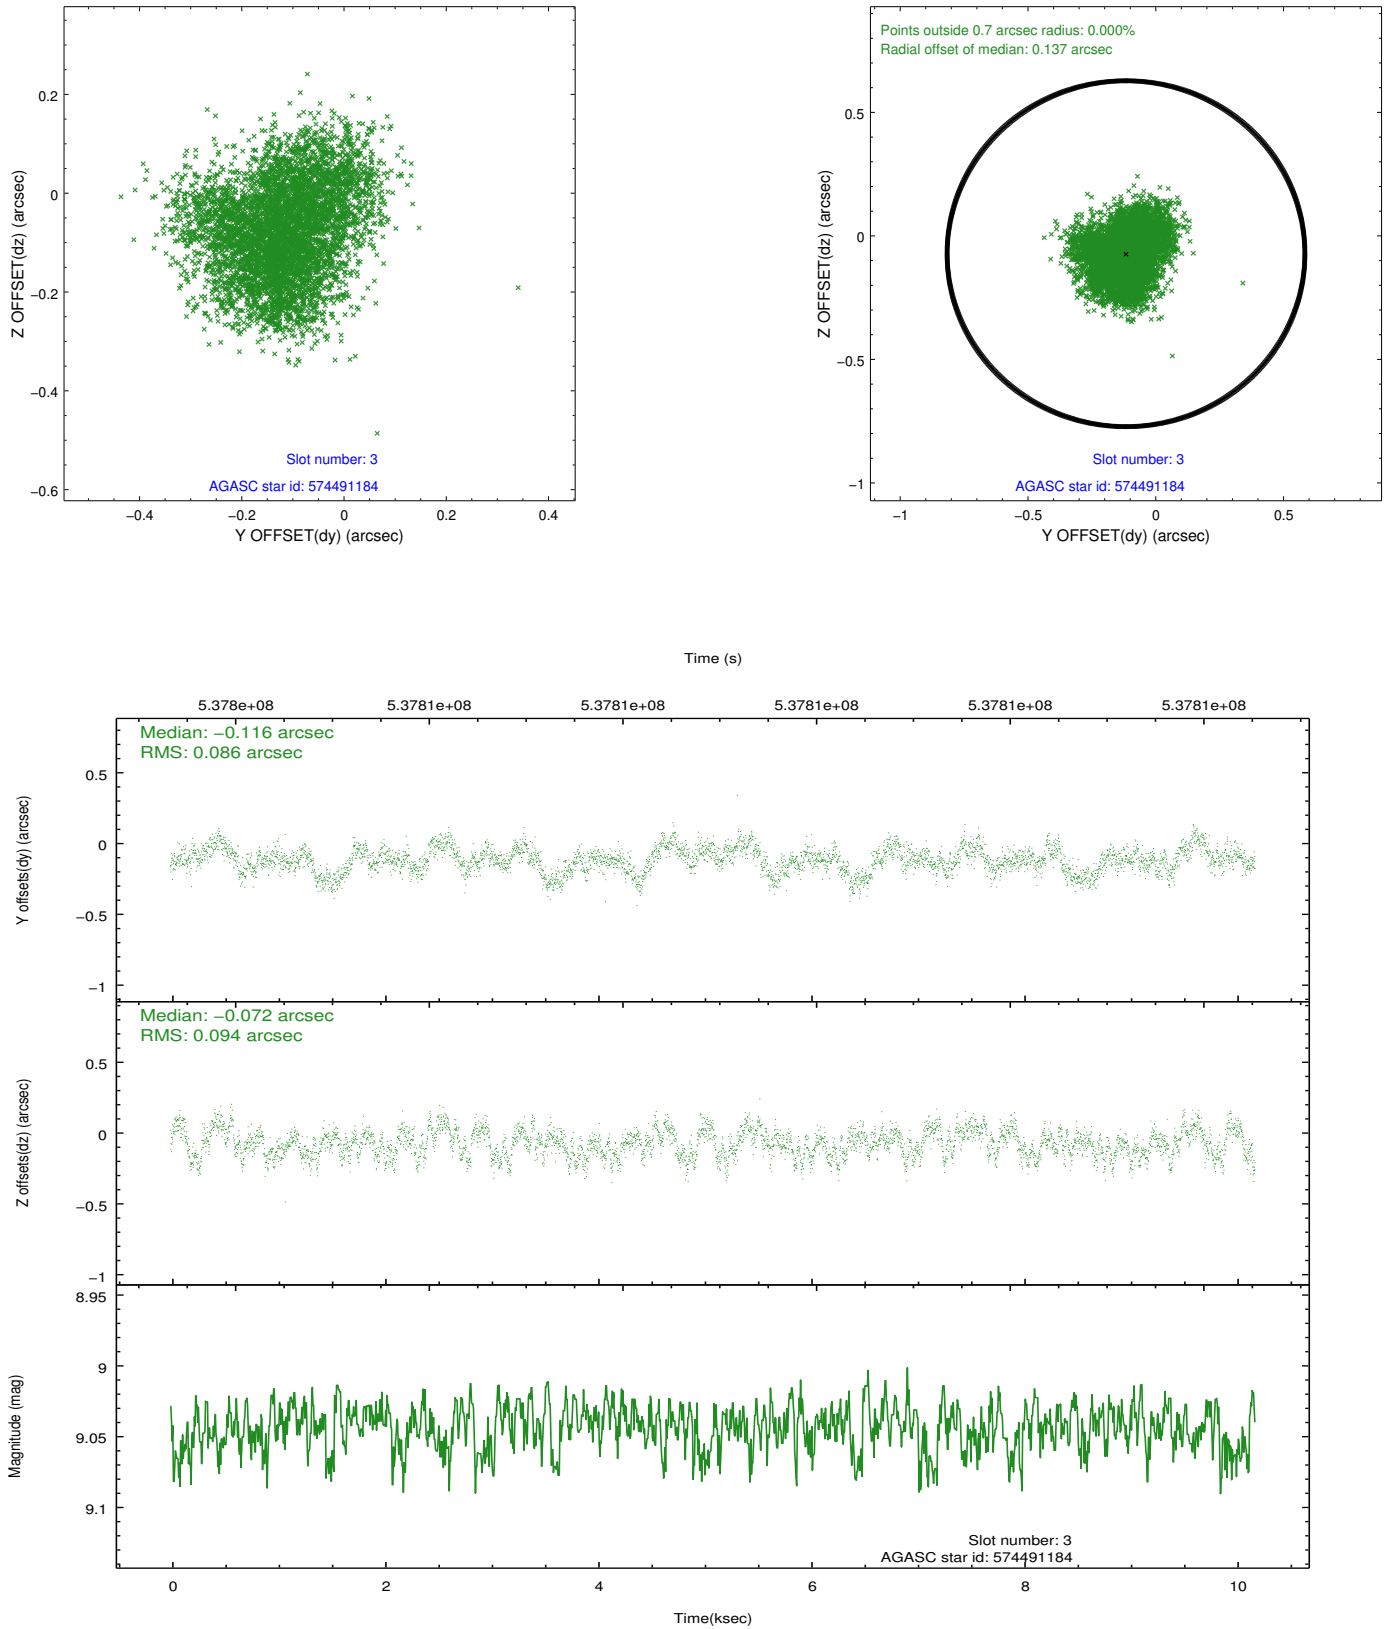 0.2
0
−0.2
−0.4
−0.6
Z OFFSET(dz) (arcsec)
Slot number: 3
AGASC star id: 574491184
−0.4 −0.2 0 0.2 0.4
Y OFFSET(dy) (arcsec)
Points outside 0.7 arcsec radius: 0.000%
Radial offset of median: 0.137 arcsec
0.5
0
−0.5
−1
Z OFFSET(dz) (arcsec)
Slot number: 3
AGASC star id: 574491184
−1 −0.5 0 0.5
Y OFFSET(dy) (arcsec)
Time (s)
5.378e+08 5.3781e+08 5.3781e+08 5.3781e+08 5.3781e+08 5.3781e+08
Median: −0.116 arcsec
RMS: 0.086 arcsec
0.5
0
−0.5
−1
Y offsets(dy) (arcsec)
Median: −0.072 arcsec
RMS: 0.094 arcsec
0.5
0
−0.5
−1
Z offsets(dz) (arcsec)
8.95
9
9.05
9.1
Magnitude (mag)
Slot number: 3
AGASC star id: 574491184
0 2 4 6 8 10
Time(ksec)